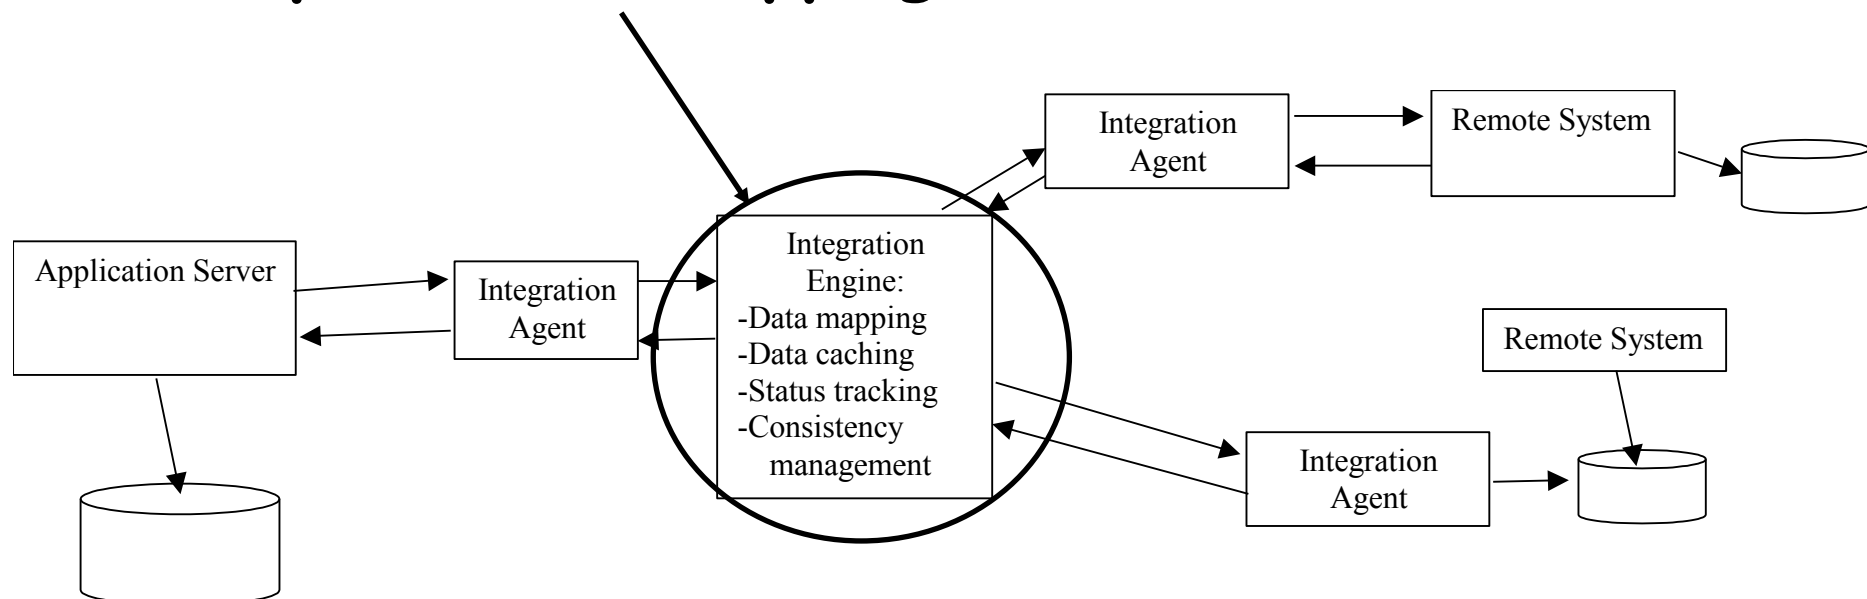 Integration
Agent
Remote System
Application Server
Integration
Agent
Integration
Engine:
-Data mapping
-Data caching
-Status tracking
-Consistency
management
Remote System
Integration
Agent